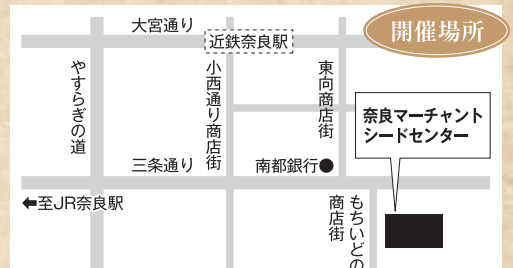 大宮通り
開催場所
近鉄奈良駅
やすらぎの道
小西通り商店街
東向商店街
奈良マーチャント
シードセンター
三条通り
南都銀行●
←至JR奈良駅
もちいどの
商店街